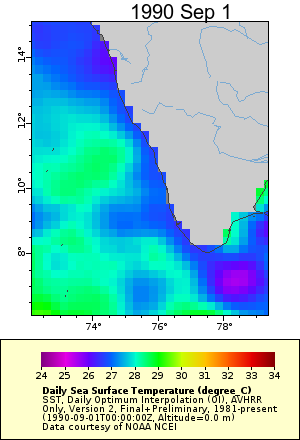 1990 Sep 1
14°
12°
10°
8°
74°
76°
78°
24 25 26 27 28 29 30 31 32 33 34
Daily Sea Surface Temperature (degree_C)
SST, Daily Optimum Interpolation (OI), AVHRR
Only, Version 2, Final+Preliminary, 1981-present
(1990-09-01T00:00:00Z, Altitude=0.0 m)
Data courtesy of NOAA NCEI